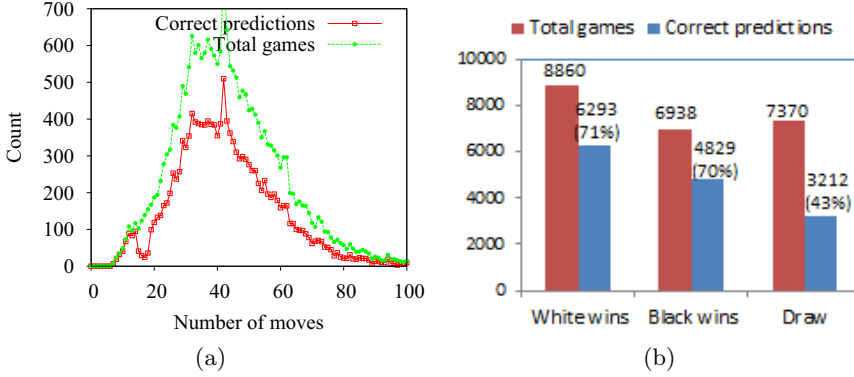 Correct predictions
Total games
700
600
500
400
300
200
100
0
Count
0 20 40 60 80 100
Number of moves
(a)
Total games Correct predictions
10000
8000
6000
4000
2000
0
8860
6293
(71%)
6938
4829
(70%)
7370
3212
(43%)
White wins Black wins Draw
(b)